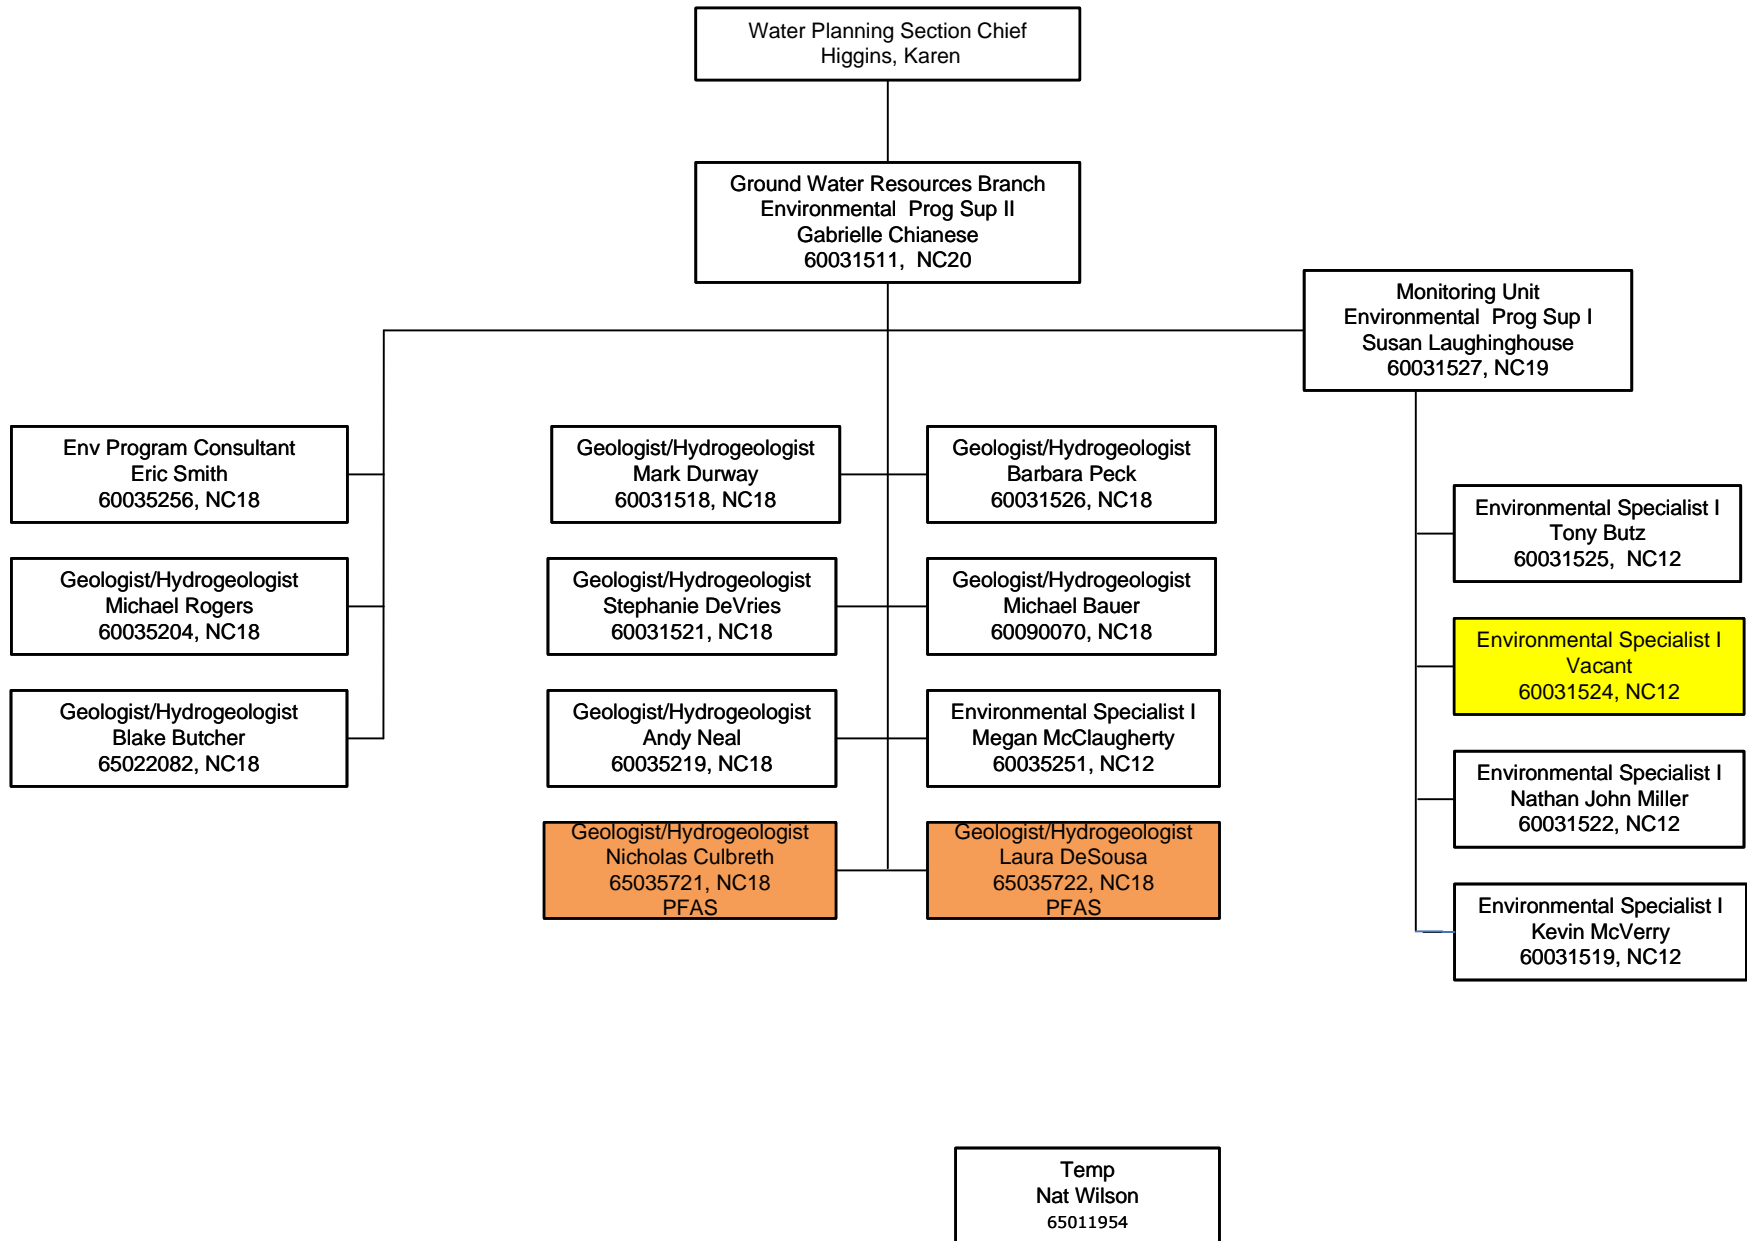 Water Planning Section Chief
Higgins, Karen
Ground Water Resources Branch
Environmental  Prog Sup II
Gabrielle Chianese
60031511,  NC20
Monitoring Unit
Environmental  Prog Sup I
Susan Laughinghouse
60031527, NC19
Env Program Consultant
Eric Smith
60035256, NC18
Geologist/Hydrogeologist
Michael Rogers
60035204, NC18
Geologist/Hydrogeologist
Blake Butcher
65022082, NC18
Geologist/Hydrogeologist
Mark Durway
60031518, NC18
Geologist/Hydrogeologist
Stephanie DeVries
60031521, NC18
Geologist/Hydrogeologist
Andy Neal
60035219, NC18
Geologist/Hydrogeologist
Nicholas Culbreth
65035721, NC18
PFAS
Geologist/Hydrogeologist
Barbara Peck
60031526, NC18
Geologist/Hydrogeologist
Michael Bauer
60090070, NC18
Environmental Specialist I
Megan McClaugherty
60035251, NC12
Geologist/Hydrogeologist
Laura DeSousa
65035722, NC18
PFAS
Environmental Specialist I
Tony Butz
60031525,  NC12
Environmental Specialist I
Vacant
60031524, NC12
Environmental Specialist I
Nathan John Miller
60031522, NC12
Environmental Specialist I
Kevin McVerry
60031519, NC12
Temp
Nat Wilson
65011954